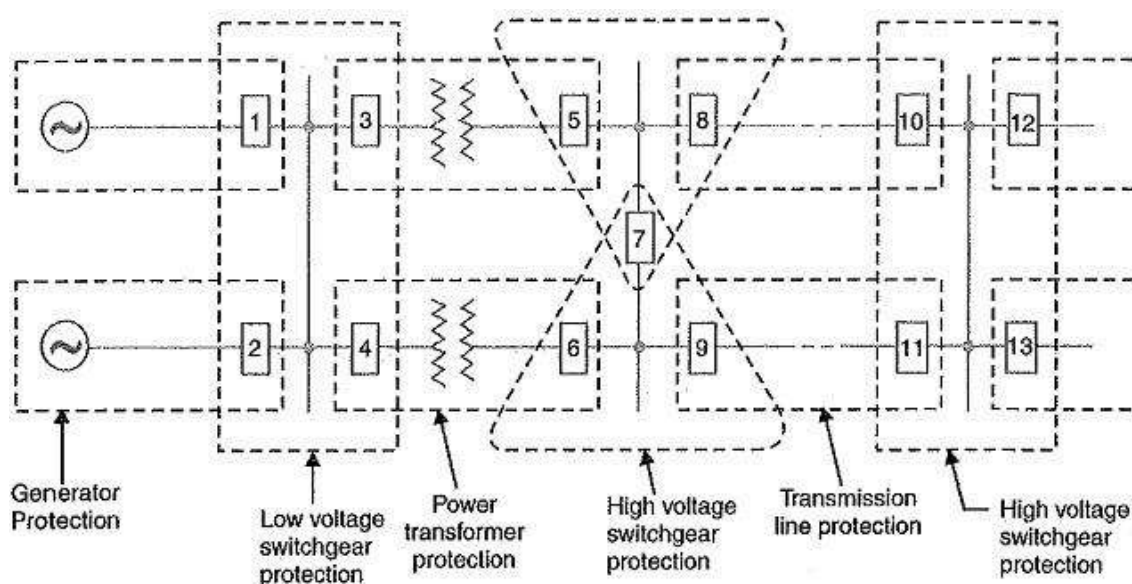 1
3
5
8
10
12
7
2
4
6
9
11
13
Generator
Protection
Low voltage
switchgear
protection
Power
transformer
protection
High voltage
switchgear
protection
Transmission
line protection
High voltage
switchgear
protection